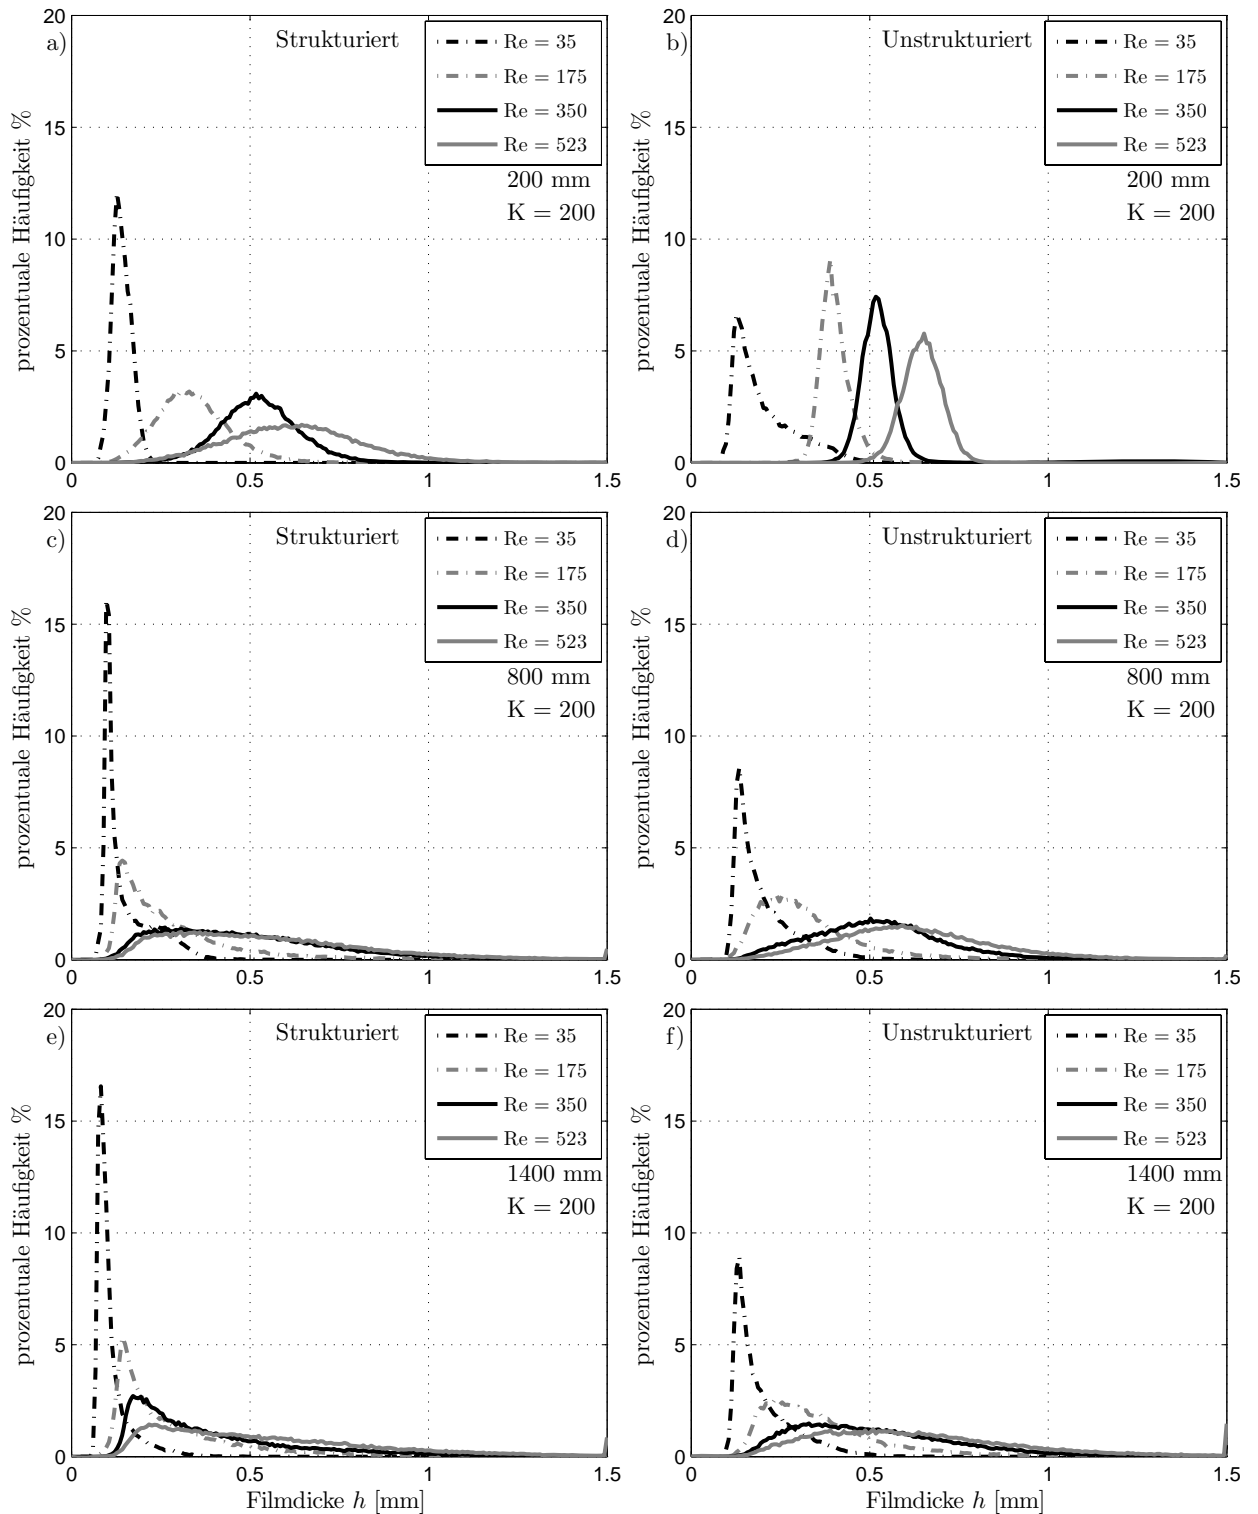 a)
Strukturiert
Re = 35
Re = 175
Re = 350
Re = 523
200 mm
K = 200
prozentuale Häufigkeit %
20
15
10
5
0
0
0.5
1
1.5
b)
Unstrukturiert
Re = 35
Re = 175
Re = 350
Re = 523
200 mm
K = 200
prozentuale Häufigkeit %
20
15
10
5
0
0
0.5
1
1.5
c)
Strukturiert
Re = 35
Re = 175
Re = 350
Re = 523
800 mm
K = 200
prozentuale Häufigkeit %
20
15
10
5
0
0
0.5
1
1.5
d)
Unstrukturiert
Re = 35
Re = 175
Re = 350
Re = 523
800 mm
K = 200
prozentuale Häufigkeit %
20
15
10
5
0
0
0.5
1
1.5
e)
Strukturiert
Re = 35
Re = 175
Re = 350
Re = 523
1400 mm
K = 200
prozentuale Häufigkeit %
20
15
10
5
0
0
0.5
1
1.5
Filmdicke h [mm]
f)
Unstrukturiert
Re = 35
Re = 175
Re = 350
Re = 523
1400 mm
K = 200
prozentuale Häufigkeit %
20
15
10
5
0
0
0.5
1
1.5
Filmdicke h [mm]